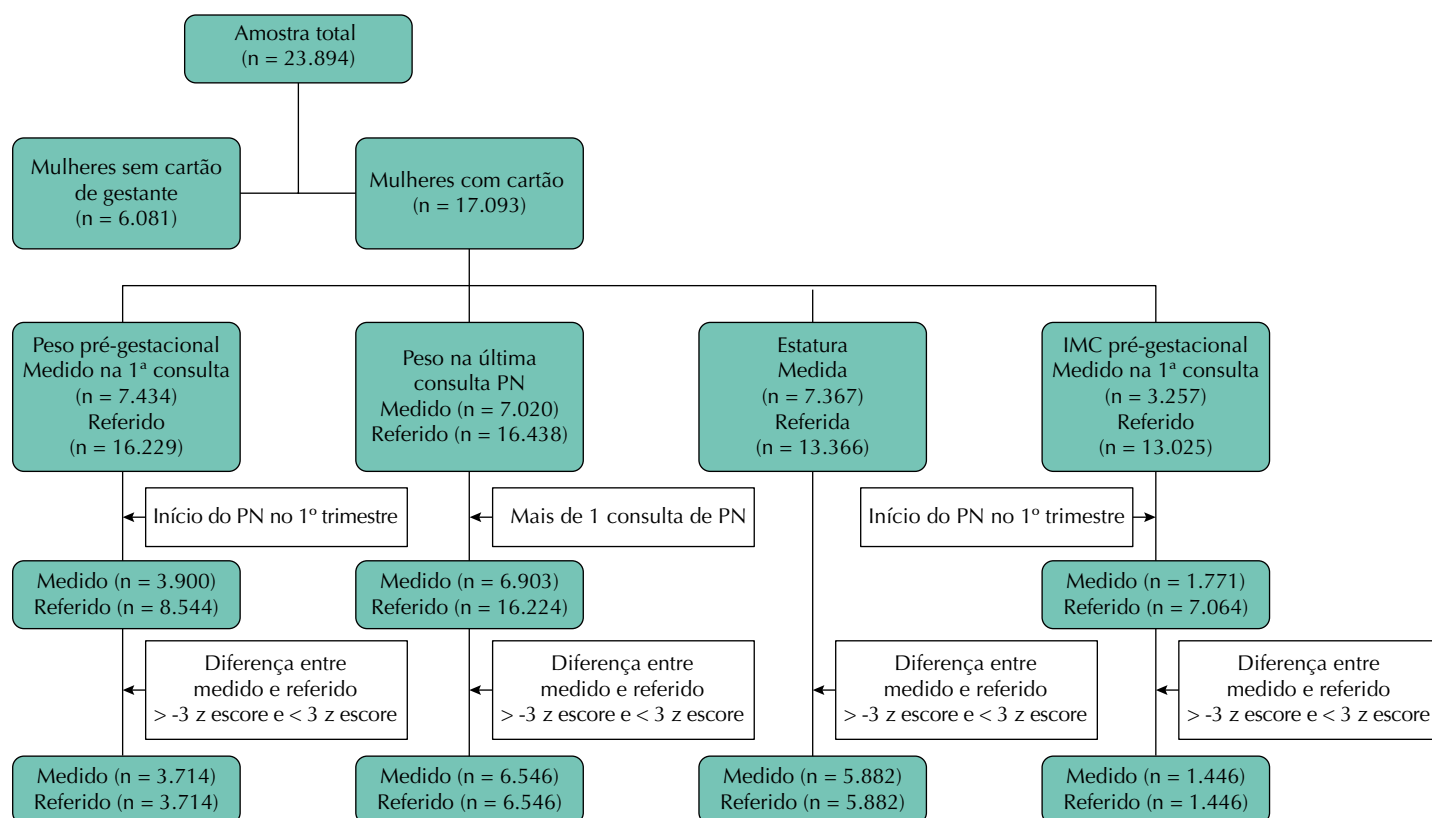 Amostra total
(n = 23.894)
Mulheres sem cartão
de gestante
(n = 6.081)
Mulheres com cartão
(n = 17.093)
Peso pré-gestacional
Medido na 1ª consulta
(n = 7.434)
Referido
(n = 16.229)
Peso na última
consulta PN
Medido (n = 7.020)
Referido (n = 16.438)
Estatura
Medida
(n = 7.367)
Referida
(n = 13.366)
IMC pré-gestacional
Medido na 1ª consulta
(n = 3.257)
Referido
(n = 13.025)
Início do PN no 1º trimestre
Mais de 1 consulta de PN
Início do PN no 1º trimestre
Medido (n = 3.900)
Referido (n = 8.544)
Medido (n = 6.903)
Referido (n = 16.224)
Medido (n = 1.771)
Referido (n = 7.064)
Diferença entre
medido e referido
> -3 z escore e < 3 z escore
Diferença entre
medido e referido
> -3 z escore e < 3 z escore
Diferença entre
medido e referido
> -3 z escore e < 3 z escore
Diferença entre
medido e referido
> -3 z escore e < 3 z escore
Medido (n = 3.714)
Referido (n = 3.714)
Medido (n = 6.546)
Referido (n = 6.546)
Medido (n = 5.882)
Referido (n = 5.882)
Medido (n = 1.446)
Referido (n = 1.446)